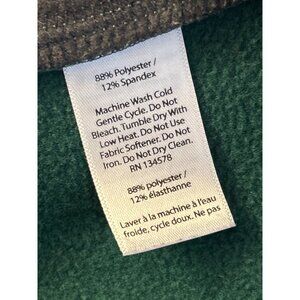 88% Polyester /
12% Spandex
Machine Wash Cold
Gentle Cycle. Do Not
Bleach. Tumble Dry With
Low Heat. Do Not Use
Fabric Softener. Do Not
Iron. Do Not Dry Clean.
RN 134578
88% polyester /
12% élasthanne
Laver à la machine à l'eau
froide, cycle doux. Ne pas